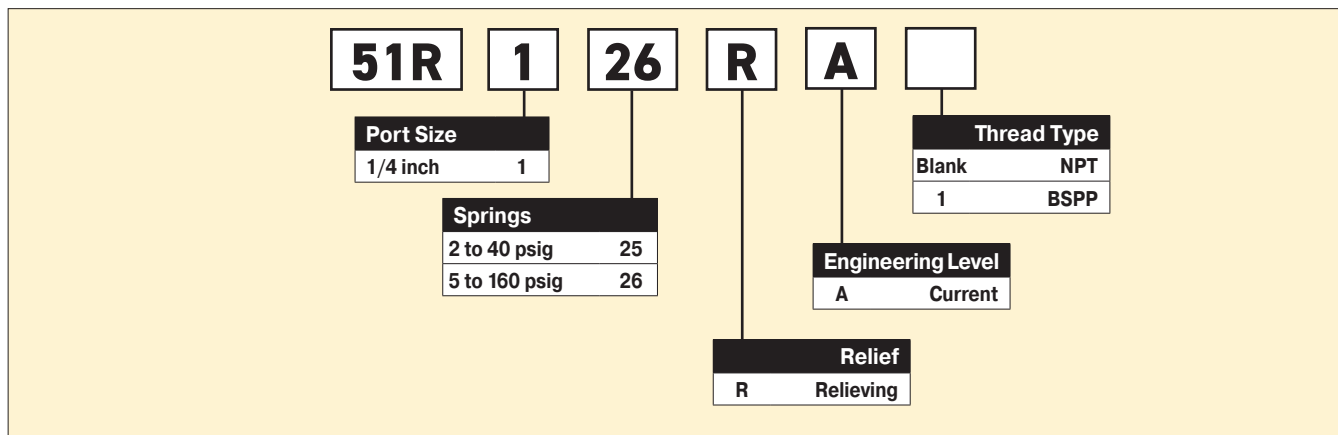 51R 1 26 R A
Port Size
1/4 inch 1
Springs
2 to 40 psig 25
5 to 160 psig 26
Thread Type
Blank NPT
1 BSPP
Engineering Level
A Current
Relief
R Relieving